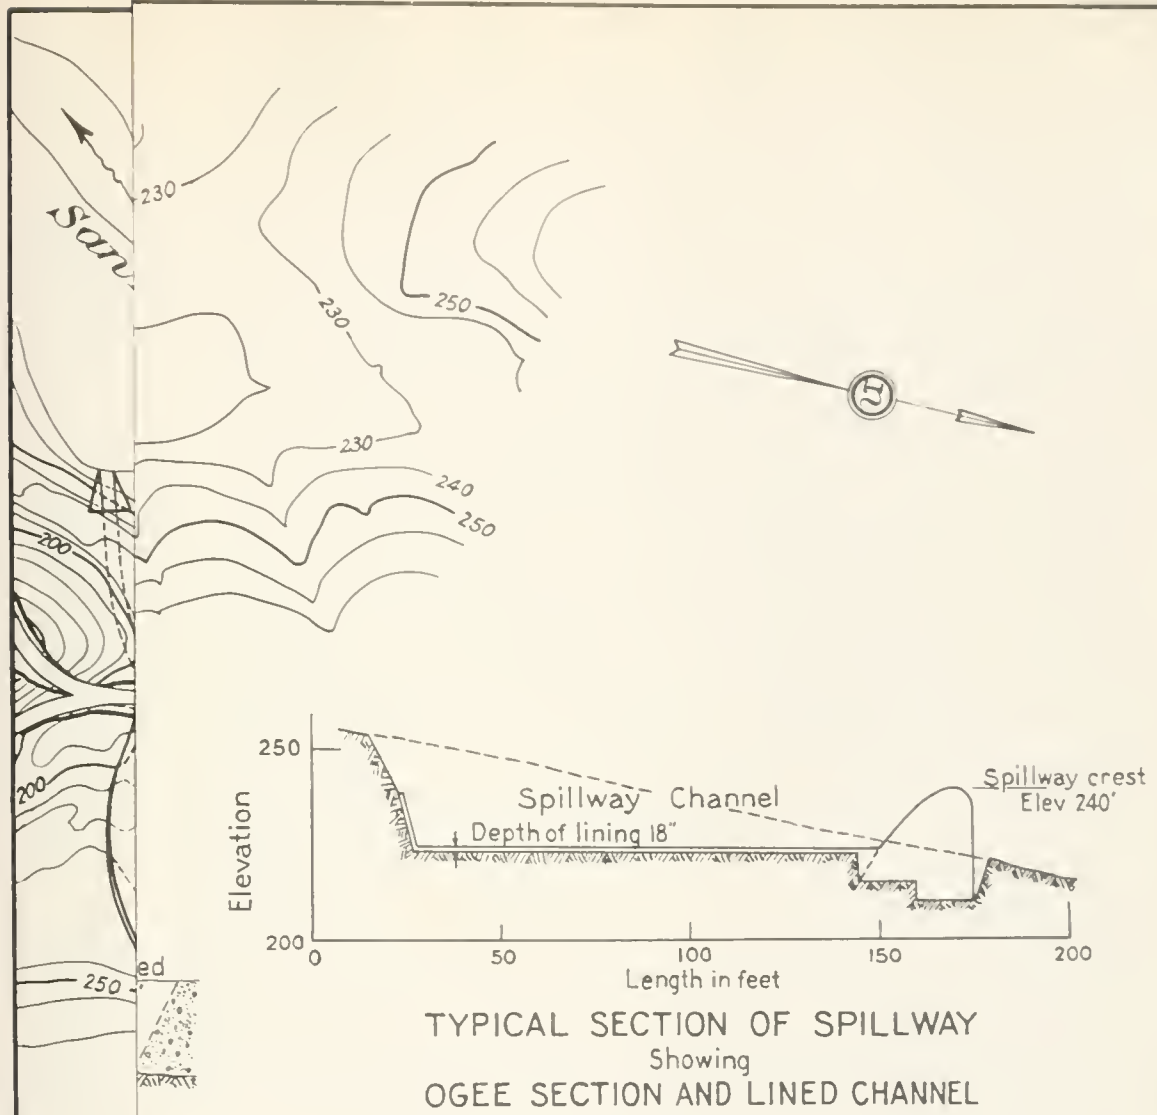 230
San
230
250
230
240
250
200
200
250
ed
250
Spillway crest
Elev 240'
Spillway Channel
Depth of lining 18"
Elevation
200
0 50 100 150 200
Length in feet
TYPICAL SECTION OF SPILLWAY
Showing
OGEE SECTION AND LINED CHANNEL